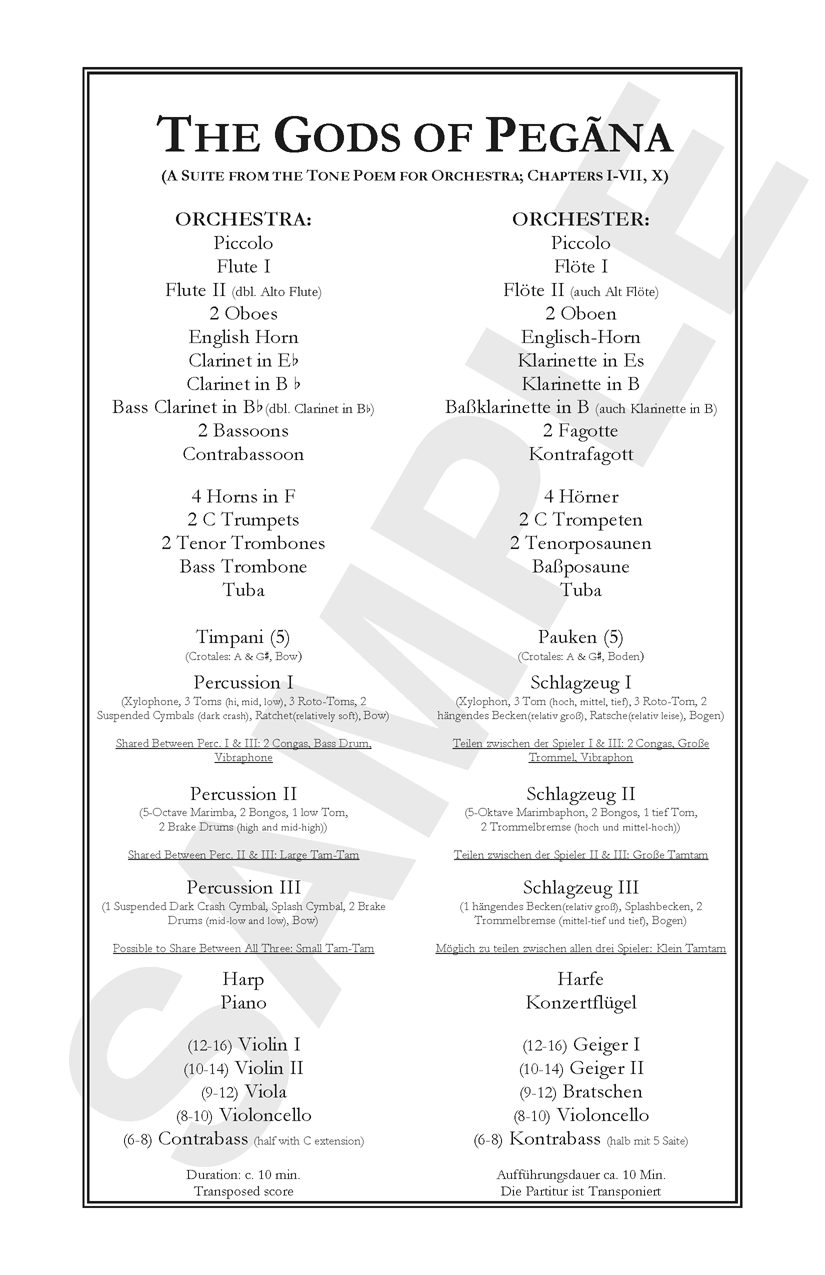 THE GODS OF PEGÃNA
(A SUITE FROM THE TONE POEM FOR ORCHESTRA; CHAPTERS I-VII, X)
ORCHESTRA:
Piccolo
Flute I
Flute II (dbl. Alto Flute)
2 Oboes
English Horn
Clarinet in E♭
Clarinet in B ♭
Bass Clarinet in B♭(dbl. Clarinet in B♭)
2 Bassoons
Contrabassoon
4 Horns in F
2 C Trumpets
2 Tenor Trombones
Bass Trombone
Tuba
Timpani (5)
(Crotales: A & G♯, Bow)
Percussion I
(Xylophone, 3 Toms (hi, mid, low), 3 Roto-Toms, 2
Suspended Cymbals (dark crash), Ratchet(relatively soft), Bow)
Shared Between Perc. I & III: 2 Congas, Bass Drum,
Vibraphone
Percussion II
(5-Octave Marimba, 2 Bongos, 1 low Tom,
2 Brake Drums (high and mid-high))
Shared Between Perc. II & III: Large Tam-Tam
Percussion III
(1 Suspended Dark Crash Cymbal, Splash Cymbal, 2 Brake
Drums (mid-low and low), Bow)
Possible to Share Between All Three: Small Tam-Tam
Harp
Piano
(12-16) Violin I
(10-14) Violin II
(9-12) Viola
(8-10) Violoncello
(6-8) Contrabass (half with C extension)
Duration: c. 10 min.
Transposed score
ORCHESTER:
Piccolo
Flöte I
Flöte II (auch Alt Flöte)
2 Oboen
Englisch-Horn
Klarinette in Es
Klarinette in B
Baßklarinette in B (auch Klarinette in B)
2 Fagotte
Kontrafagott
4 Hörner
2 C Trompeten
2 Tenorposaunen
Baßposaune
Tuba
Pauken (5)
(Crotales: A & G♯, Boden)
Schlagzeug I
(Xylophon, 3 Tom (hoch, mittel, tief), 3 Roto-Tom, 2
hängendes Becken(relativ groß), Ratsche(relativ leise), Bogen)
Teilen zwischen der Spieler I & III: 2 Congas, Große
Trommel, Vibraphon
Schlagzeug II
(5-Oktave Marimbaphon, 2 Bongos, 1 tief Tom,
2 Trommelbremse (hoch und mittel-hoch))
Teilen zwischen der Spieler II & III: Große Tamtam
Schlagzeug III
(1 hängendes Becken(relativ groß), Splashbecken, 2
Trommelbremse (mittel-tief und tief), Bogen)
Möglich zu teilen zwischen allen drei Spieler: Klein Tamtam
Harfe
Konzertflügel
(12-16) Geiger I
(10-14) Geiger II
(9-12) Bratschen
(8-10) Violoncello
(6-8) Kontrabass (halb mit 5 Saite)
Aufführungsdauer ca. 10 Min.
Die Partitur ist Transponiert
SAMPLE